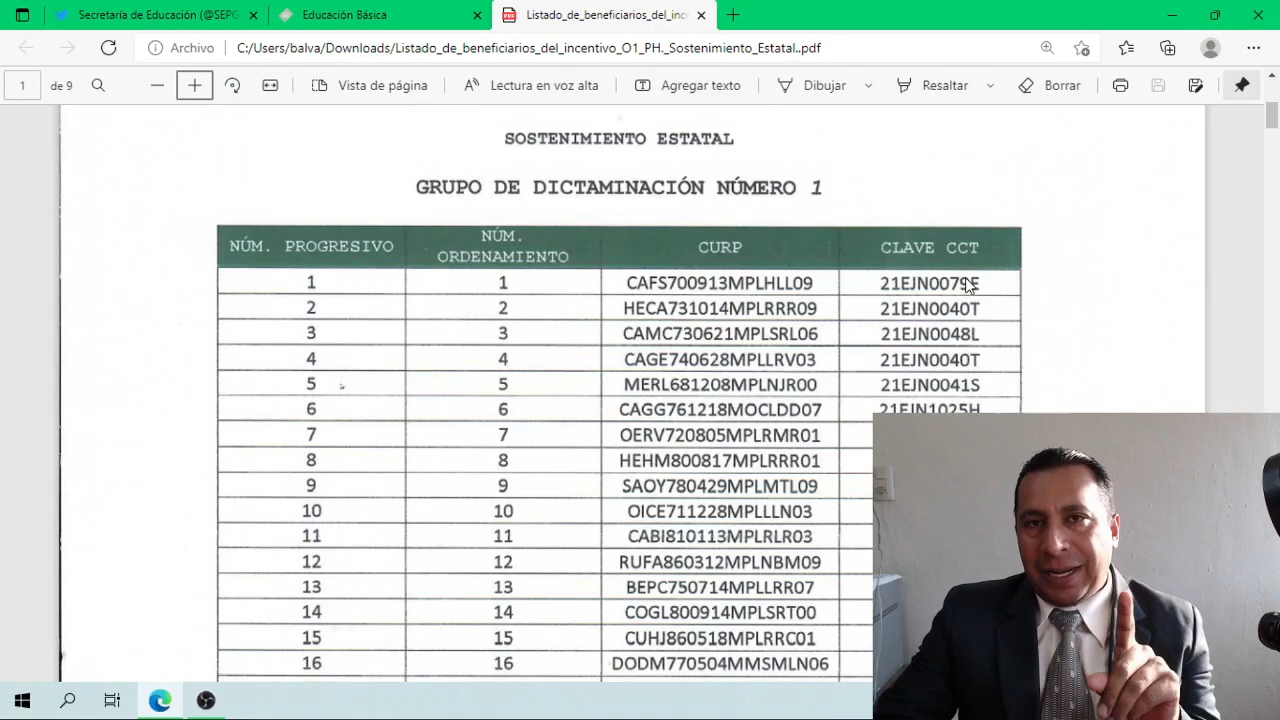 Secretaría de Educación (@SEPG
Educación Básica
Listado_de_beneficiarios_del_ince
Archivo
C:/Users/balva/Downloads/Listado_de_beneficiarios_del_incentivo_O1_PH._Sostenimiento_Estatal..pdf
1 de 9
Vista de página
Lectura en voz alta
Agregar texto
Dibujar
Resaltar
Borrar
SOSTENIMIENTO ESTATAL
GRUPO DE DICTAMINACIÓN NÚMERO 1
NÚM. PROGRESIVO NÚM. ORDENAMIENTO CURP CLAVE CCT
1 1 CAFS700913MPLHLL09 21EJN0079E
2 2 HECA731014MPLRRR09 21EJN0040T
3 3 CAMC730621MPLSRL06 21EJN0048L
4 4 CAGE740628MPLLRV03 21EJN0040T
5 5 MERL681208MPLNJR00 21EJN0041S
6 6 CAGG761218MOCLDD07 21EJN1025H
7 7 OERV720805MPLRMR01
8 8 HEHM800817MPLRRR01
9 9 SAOY780429MPLMTL09
10 10 OICE711228MPLLLN03
11 11 CABI810113MPLRLR03
12 12 RUFA860312MPLNBM09
13 13 BEPC750714MPLLRR07
14 14 COGL800914MPLSRT00
15 15 CUHJ860518MPLRRC01
16 16 DODM770504MMSMLN06